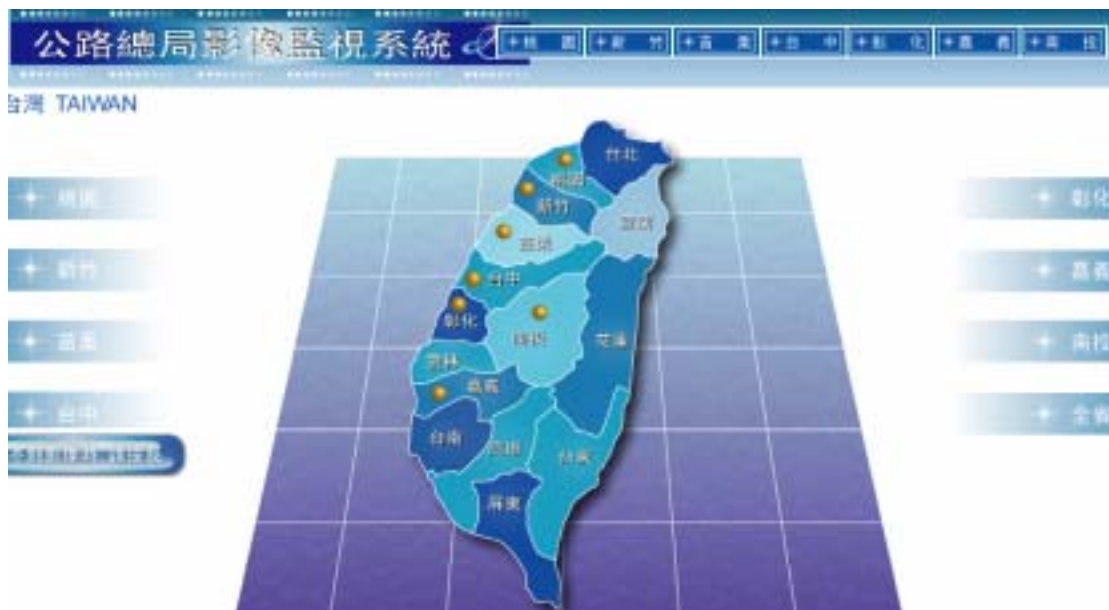 公路總局影像監視系統
+桃 園 +新 竹 +苗 栗 +台 中 +彰 化 +嘉 義 +南 投
台灣 TAIWAN
台北
桃園
新竹
宜蘭
苗栗
台中
彰化
南投
花蓮
雲林
嘉義
台南
高雄
台東
屏東
桃園
新竹
苗栗
台中
彰化
嘉義
南投
全省